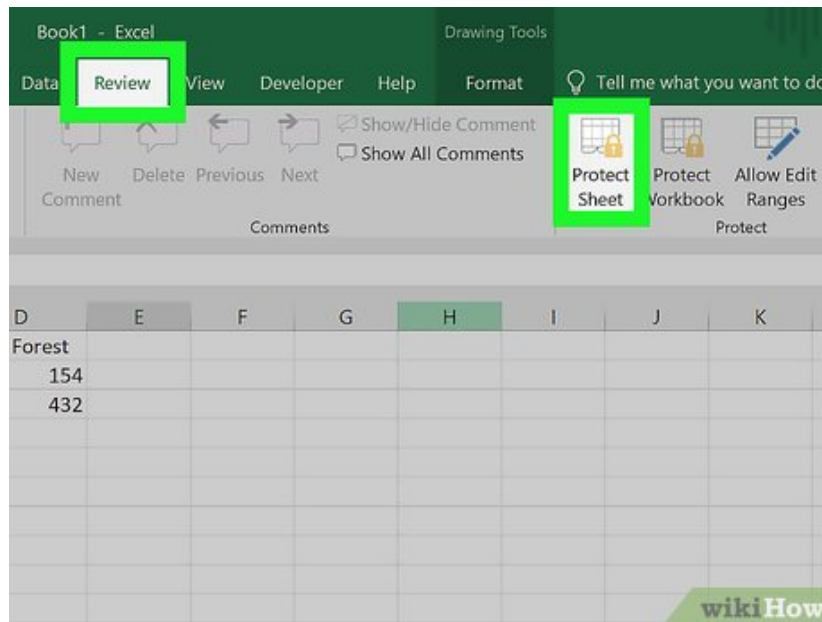 Book1 - Excel
Drawing Tools
Data Review View Developer Help Format Tell me what you want to do
Show/Hide Comment
Show All Comments
New Comment
Delete Previous Next
Protect Sheet
Protect Workbook
Allow Edit Ranges
Comments
Protect
D E F G H I J K
Forest
154
432
wikiHow